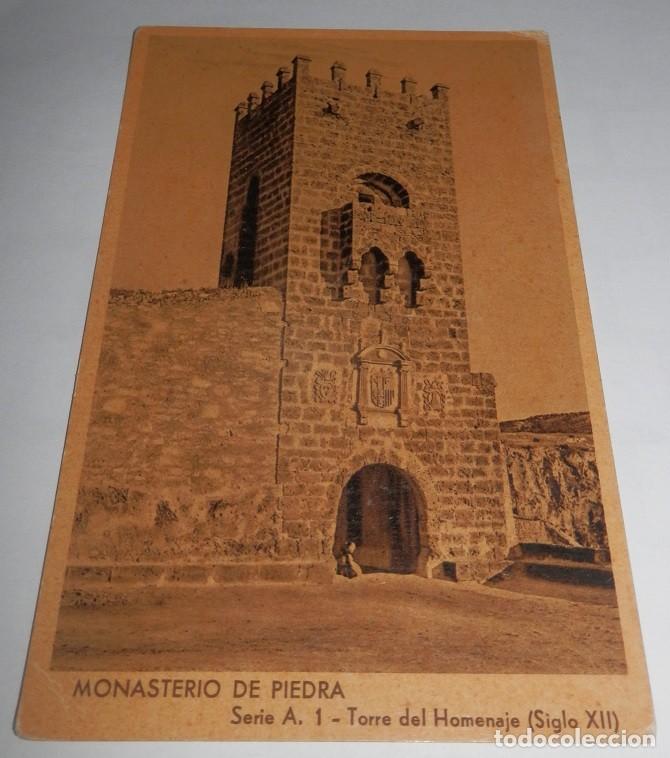 MONASTERIO DE PIEDRA
Serie A. 1 - Torre del Homenaje (Siglo XII)
todocoleccion